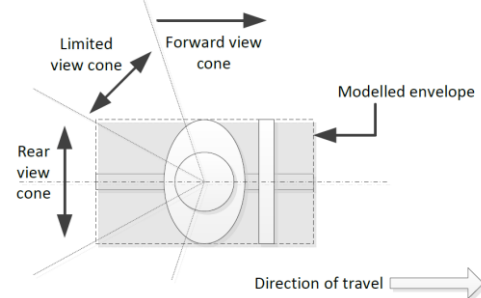 Limited
view cone
Forward view
cone
Modelled envelope
Rear
view
cone
Direction of travel